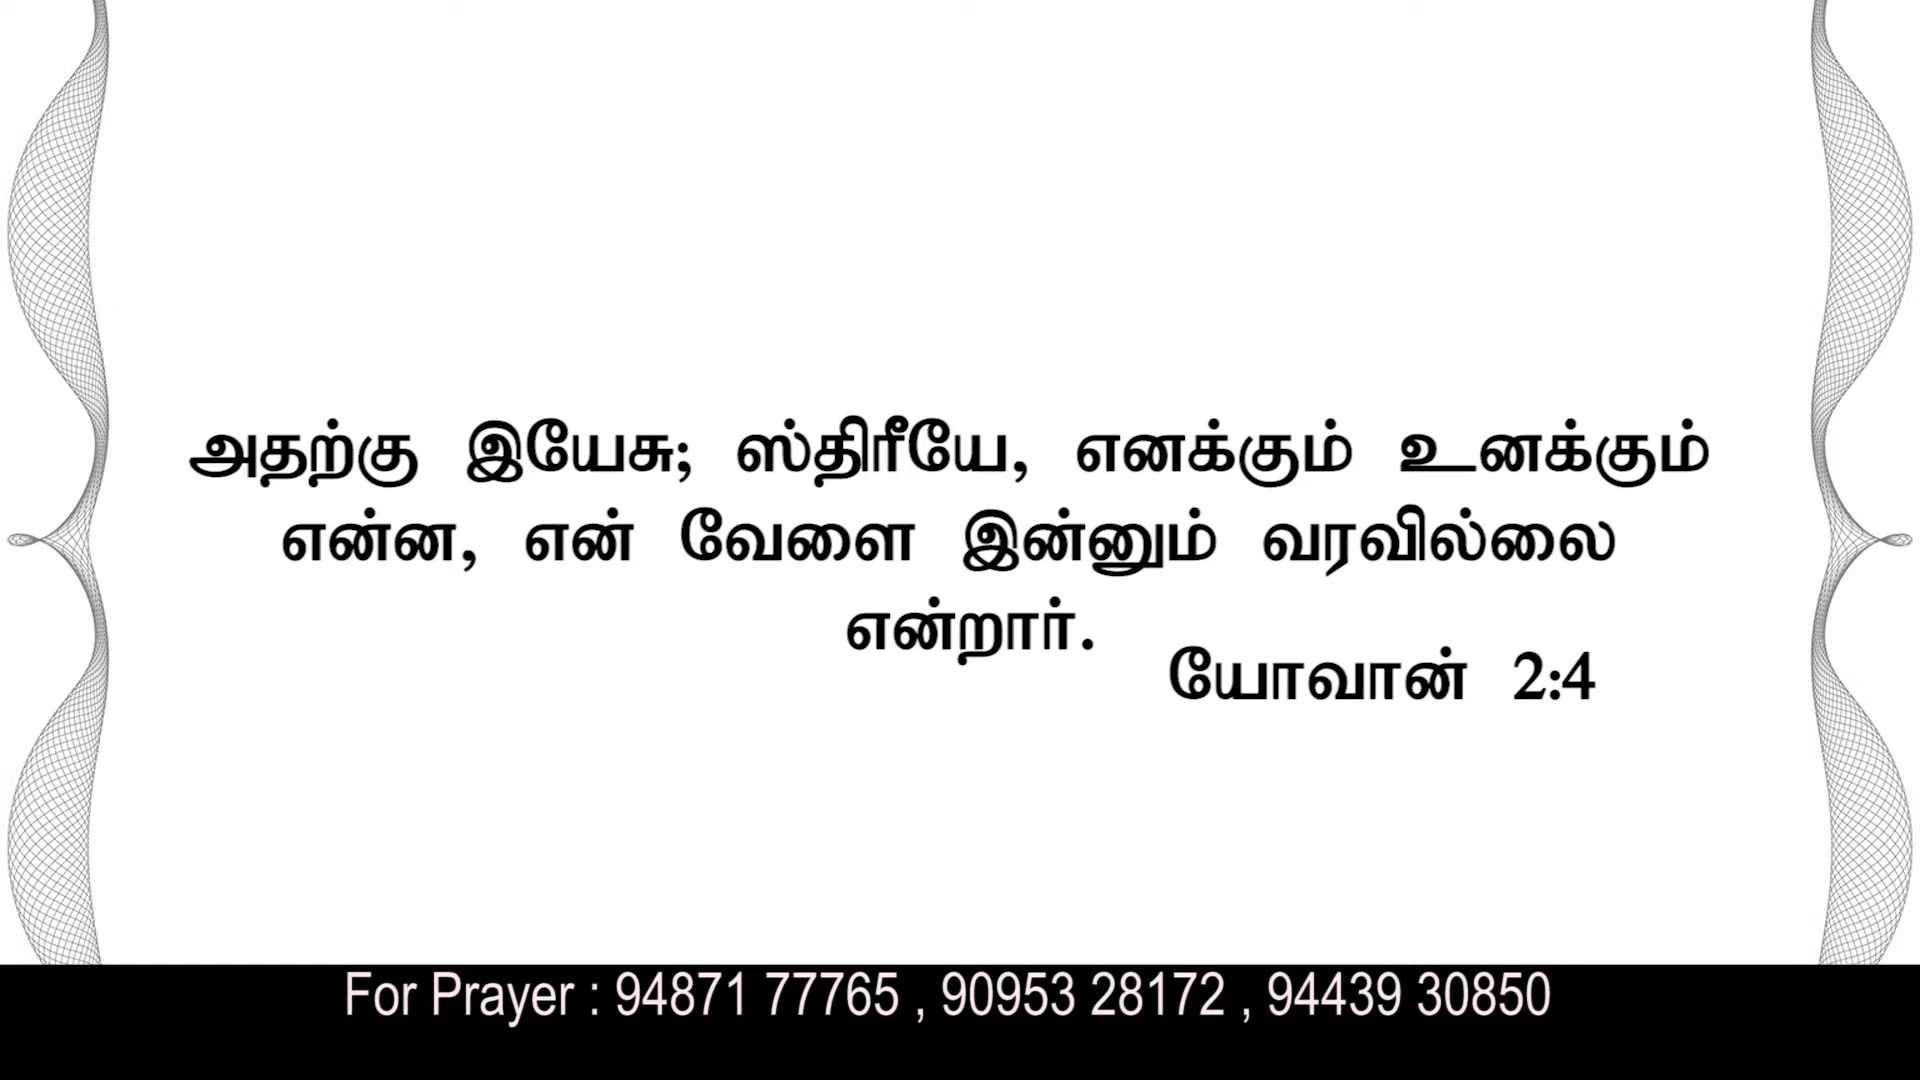 அதற்கு இயேசு; ஸ்திரீயே, எனக்கும் உனக்கும்
என்ன, என் வேளை இன்னும் வரவில்லை
என்றார்.
யோவான் 2:4
For Prayer : 94871 77765 , 90953 28172 , 94439 30850